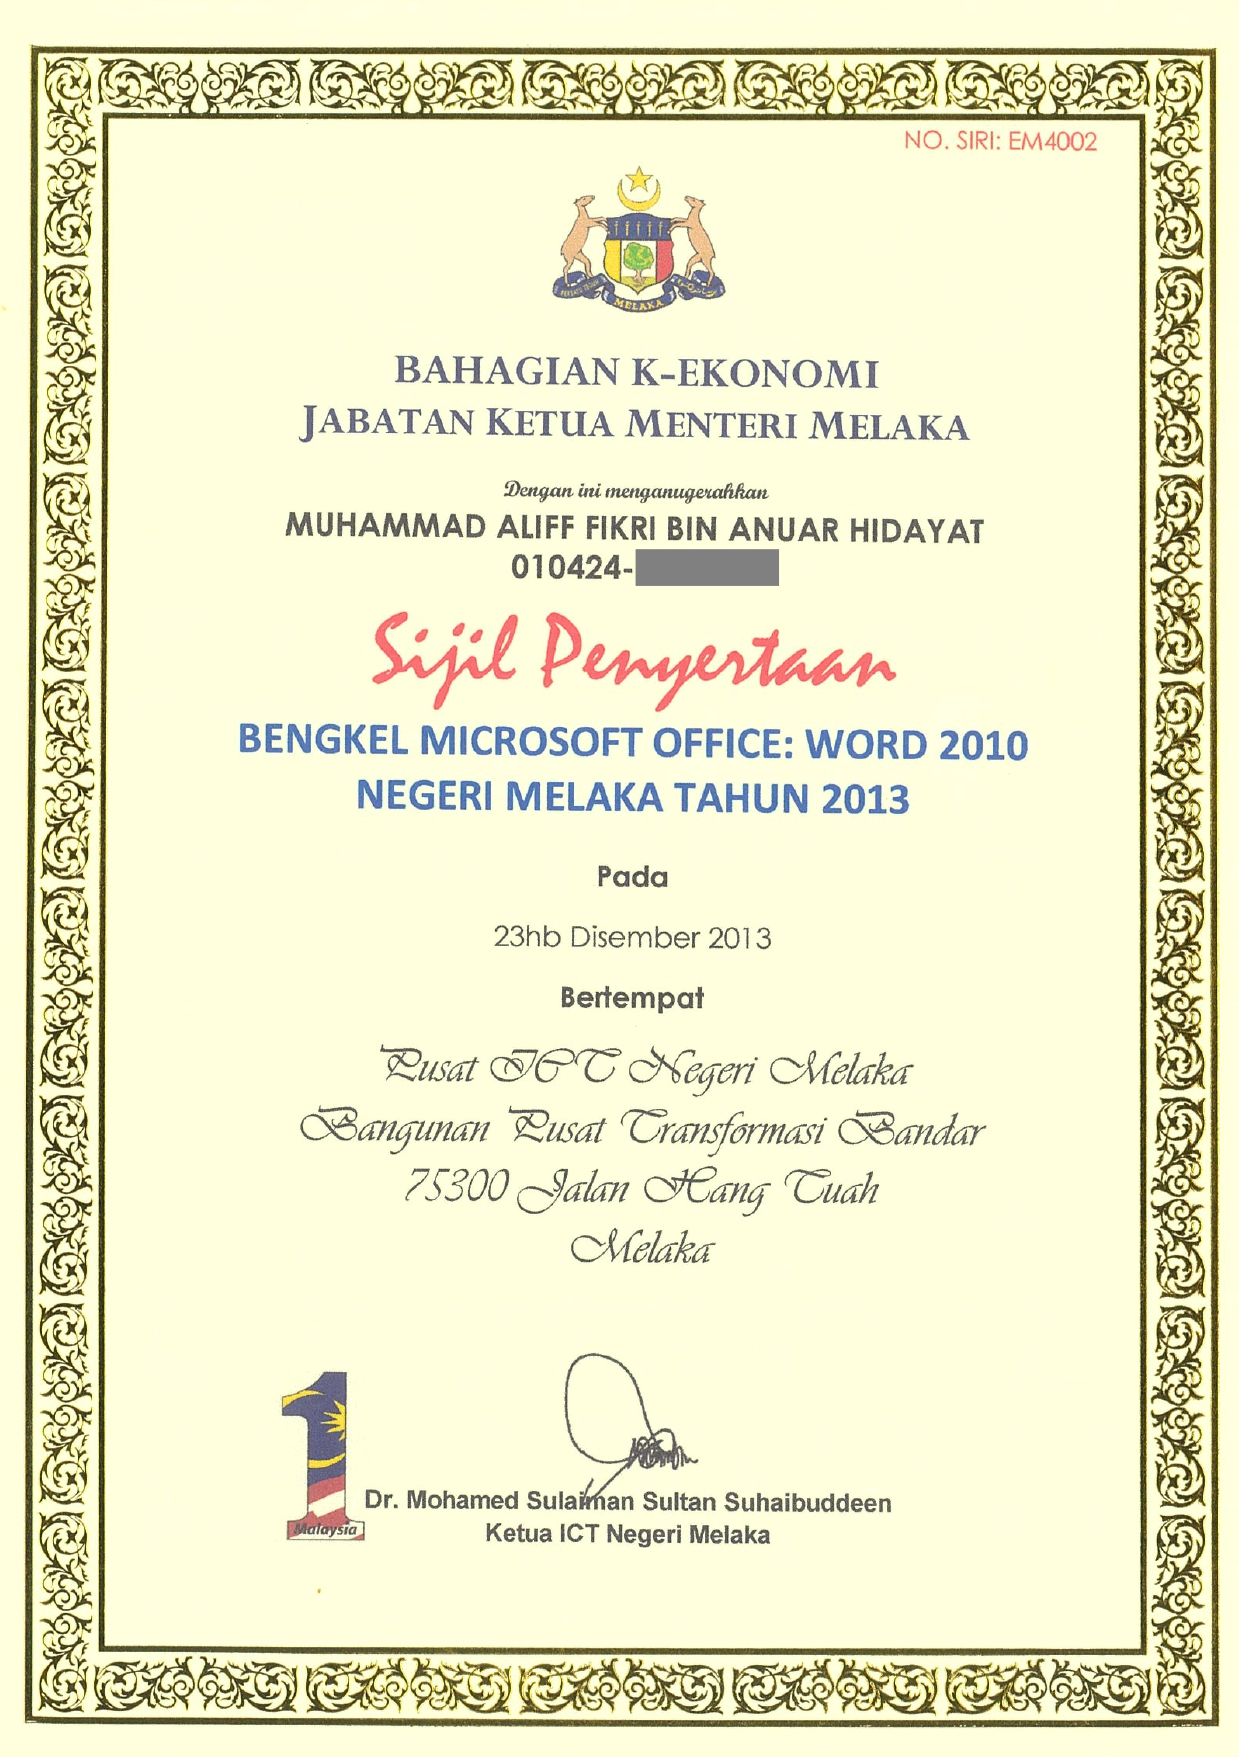 NO. SIRI: EM4002
MELAKA
BAHAGIAN K-EKONOMI
JABATAN KETUA MENTERI MELAKA
Dengan ini menganugerahkan
MUHAMMAD ALIFF FIKRI BIN ANUAR HIDAYAT
010424-
Sijil Penyertaan
BENGKEL MICROSOFT OFFICE: WORD 2010
NEGERI MELAKA TAHUN 2013
Pada
23hb Disember 2013
Bertempat
Pusat ICT Negeri Melaka
Bangunan Pusat Transformasi Bandar
75300 Jalan Hang Tuah
Melaka
1
Malaysia
Dr. Mohamed Sulaiman Sultan Suhaibuddeen
Ketua ICT Negeri Melaka